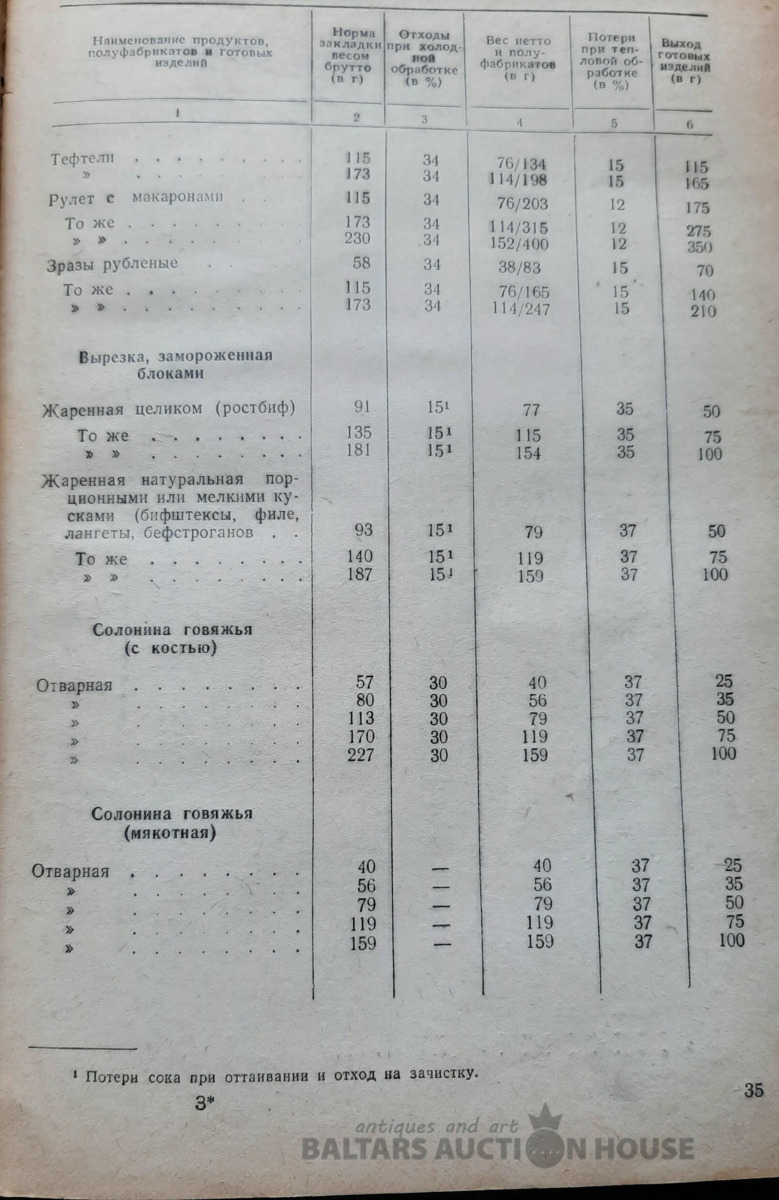 Наименование продуктов, полуфабрикатов и готовых изделий | Норма закладки весом брутто (в г) | Отходы при холодной обработке (в %) | Вес нетто и полуфабрикатов (в г) | Потери при тепловой обработке (в %) | Выход готовых изделий (в г)
1 2 3 4 5 6
Тефтели . . . . . . . . . 115 34 76/134 15 115
» . . . . . . . 173 34 114/198 15 165
Рулет с макаронами . . 115 34 76/203 12 175
То же . . . . . . . . 173 34 114/315 12 275
» » . . . . . . . . 230 34 152/400 12 350
Зразы рубленые . . . . 58 34 38/83 15 70
То же . . . . . . . . 115 34 76/165 15 140
» » . . . . . . . . 173 34 114/247 15 210
Вырезка, замороженная
блоками
Жаренная целиком (ростбиф) 91 15¹ 77 35 50
То же . . . . . . . 135 15¹ 115 35 75
» » . . . . . . . 181 15¹ 154 35 100
Жаренная натуральная пор-
ционными или мелкими ку-
сками (бифштексы, филе,
лангеты, бефстроганов . . 93 15¹ 79 37 50
То же . . . . . . . 140 15¹ 119 37 75
» » . . . . . . . 187 15¹ 159 37 100
Солонина говяжья
(с костью)
Отварная . . . . . . . . 57 30 40 37 25
» . . . . . . . . 80 30 56 37 35
» . . . . . . . . 113 30 79 37 50
» . . . . . . . . 170 30 119 37 75
» . . . . . . . . 227 30 159 37 100
Солонина говяжья
(мякотная)
Отварная . . . . . . . . 40 — 40 37 25
» . . . . . . . . 56 — 56 37 35
» . . . . . . . . 79 — 79 37 50
» . . . . . . . . 119 — 119 37 75
» . . . . . . . . 159 — 159 37 100
¹ Потери сока при оттаивании и отход на зачистку.
3*
35
antiques and art
BALTARS AUCTION HOUSE